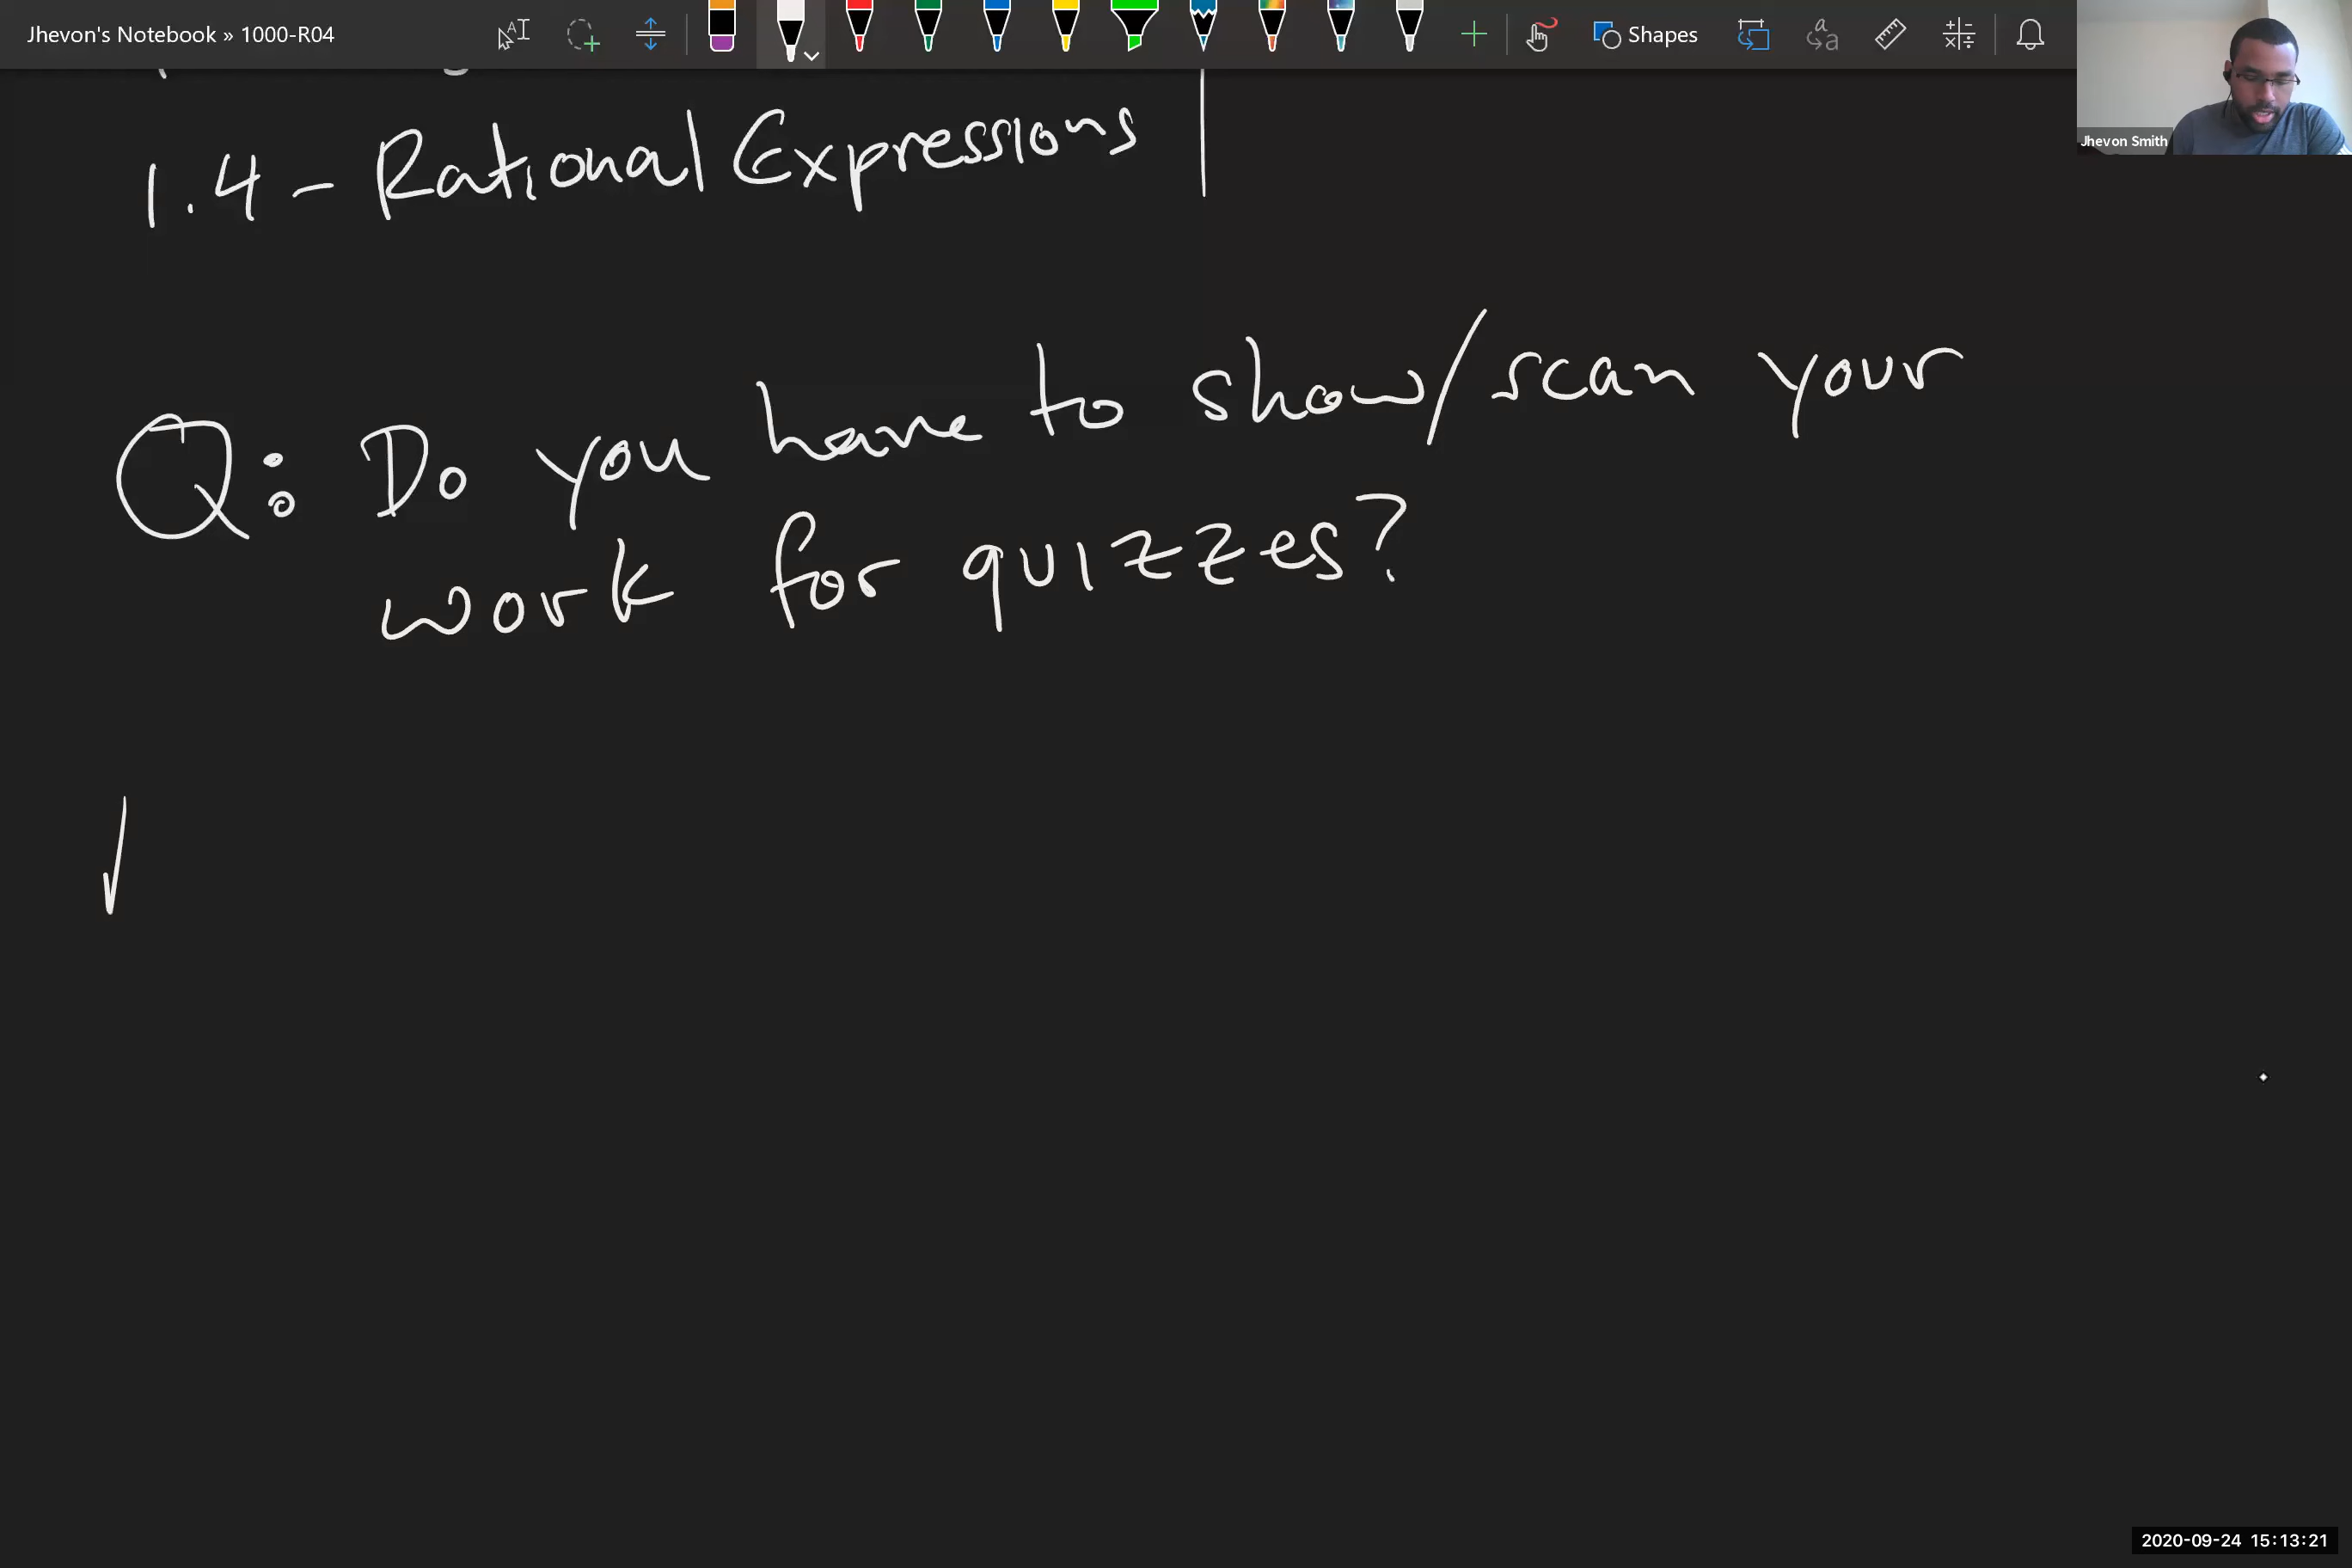 Jhevon's Notebook » 1000-R04
Shapes
Jhevon Smith
1.4 - Rational Expressions
Q: Do you have to show/scan your
work for quizzes?
2020-09-24 15:13:21